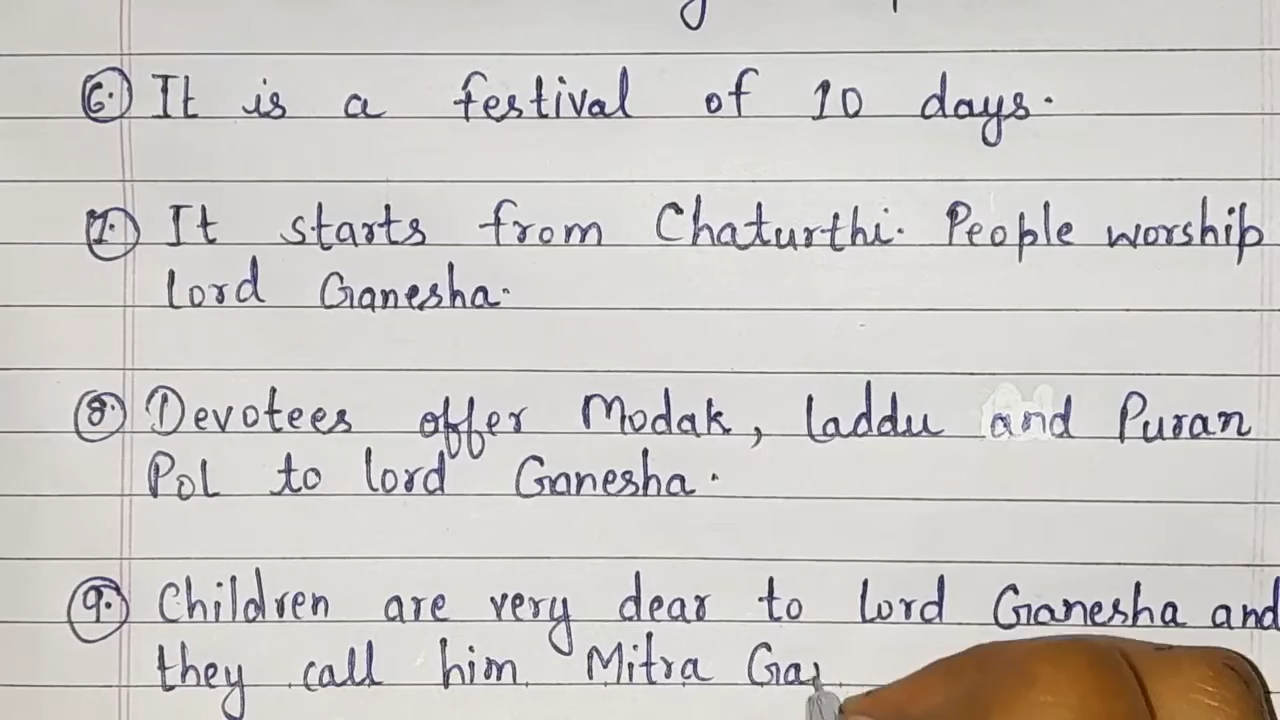 6. It is a festival of 10 days.
7. It starts from Chaturthi. People worship
lord Ganesha.
8. Devotees offer Modak, laddu and Puran
Pol to lord Ganesha.
9. Children are very dear to lord Ganesha and
they call him Mitra Ga